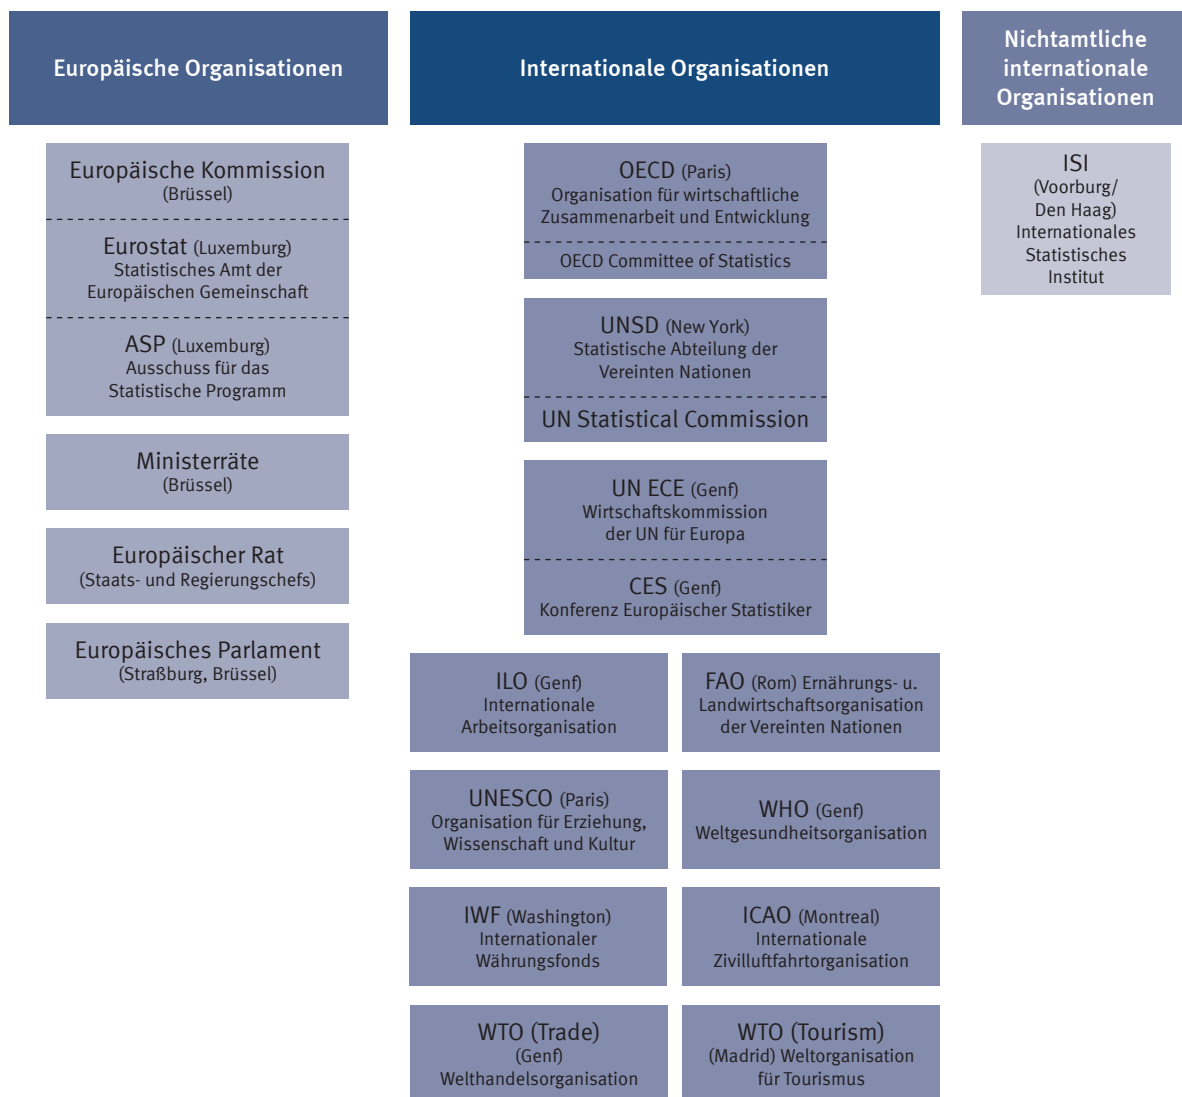 Europäische Organisationen
Europäische Kommission
(Brüssel)
Eurostat (Luxemburg)
Statistisches Amt der
Europäischen Gemeinschaft
ASP (Luxemburg)
Ausschuss für das
Statistische Programm
Ministerräte
(Brüssel)
Europäischer Rat
(Staats- und Regierungschefs)
Europäisches Parlament
(Straßburg, Brüssel)
Internationale Organisationen
OECD (Paris)
Organisation für wirtschaftliche
Zusammenarbeit und Entwicklung
OECD Committee of Statistics
UNSD (New York)
Statistische Abteilung der
Vereinten Nationen
UN Statistical Commission
UN ECE (Genf)
Wirtschaftskommission
der UN für Europa
CES (Genf)
Konferenz Europäischer Statistiker
ILO (Genf)
Internationale
Arbeitsorganisation
FAO (Rom) Ernährungs- u.
Landwirtschaftsorganisation
der Vereinten Nationen
UNESCO (Paris)
Organisation für Erziehung,
Wissenschaft und Kultur
WHO (Genf)
Weltgesundheitsorganisation
IWF (Washington)
Internationaler
Währungsfonds
ICAO (Montreal)
Internationale
Zivilluftfahrtorganisation
WTO (Trade)
(Genf)
Welthandelsorganisation
WTO (Tourism)
(Madrid) Weltorganisation
für Tourismus
Nichtamtliche
internationale
Organisationen
ISI
(Voorburg/
Den Haag)
Internationales
Statistisches
Institut